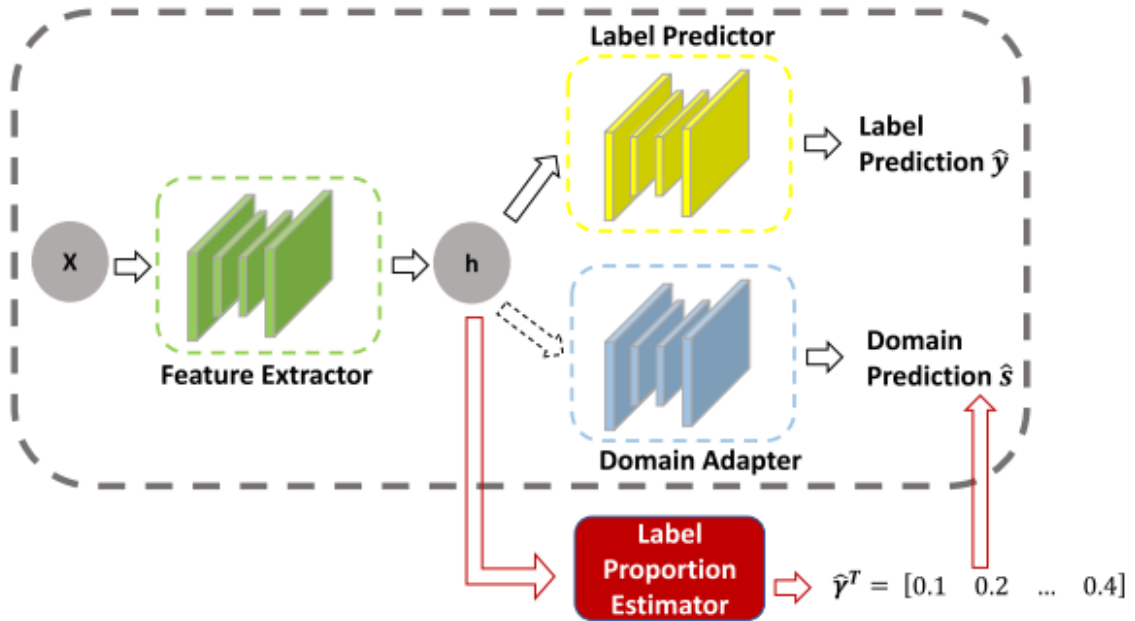 Label Predictor
Label
Prediction ŷ
X
h
Feature Extractor
Domain
Prediction ŝ
Domain Adapter
Label
Proportion
Estimator
γ̂ᵀ = [0.1 0.2 ... 0.4]